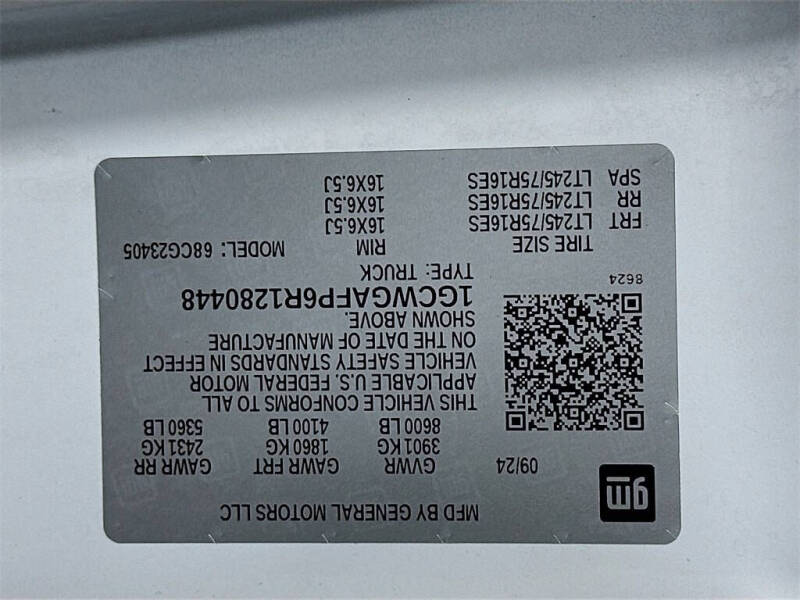 gm
MFD BY GENERAL MOTORS LLC
09/24
GVWR GAWR FRT GAWR RR
3901 KG 1860 KG 2431 KG
8600 LB 4100 LB 5360 LB
THIS VEHICLE CONFORMS TO ALL
APPLICABLE U.S. FEDERAL MOTOR
VEHICLE SAFETY STANDARDS IN EFFECT
ON THE DATE OF MANUFACTURE
SHOWN ABOVE.
1GCWGAFP6R1280448
8624
TYPE: TRUCK
TIRE SIZE RIM MODEL: 68CG23405
FRT LT245/75R16ES 16X6.5J
RR LT245/75R16ES 16X6.5J
SPA LT245/75R16ES 16X6.5J